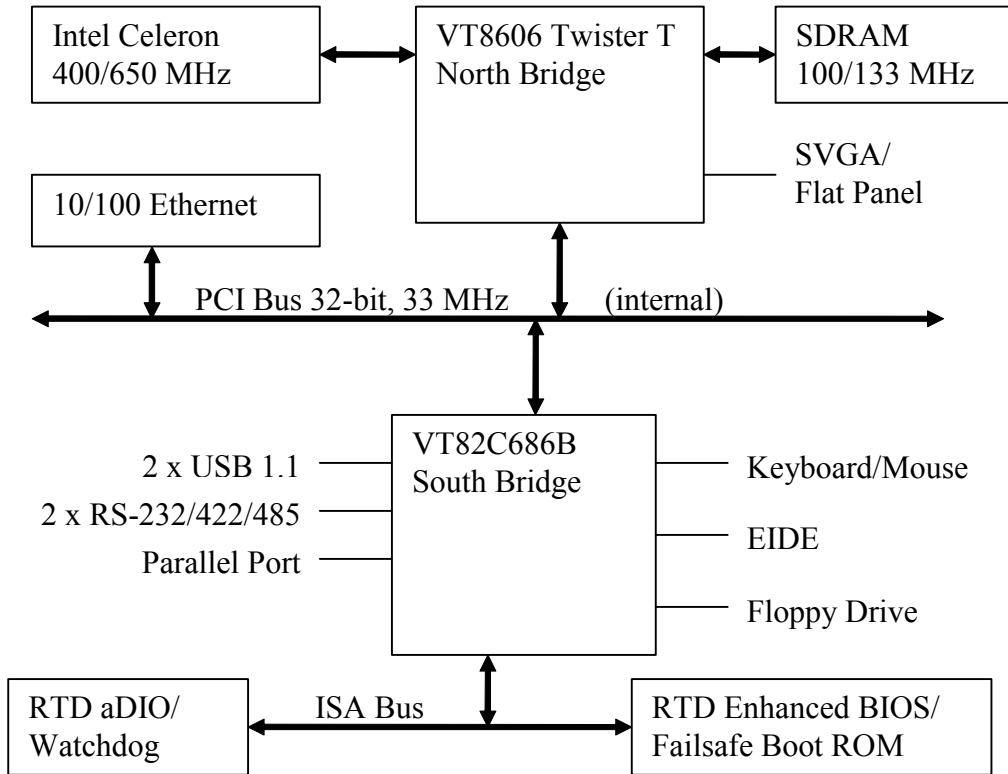 Intel Celeron
400/650 MHz
VT8606 Twister T
North Bridge
SDRAM
100/133 MHz
SVGA/
Flat Panel
10/100 Ethernet
PCI Bus 32-bit, 33 MHz
(internal)
VT82C686B
South Bridge
2 x USB 1.1
2 x RS-232/422/485
Parallel Port
Keyboard/Mouse
EIDE
Floppy Drive
RTD aDIO/
Watchdog
ISA Bus
RTD Enhanced BIOS/
Failsafe Boot ROM